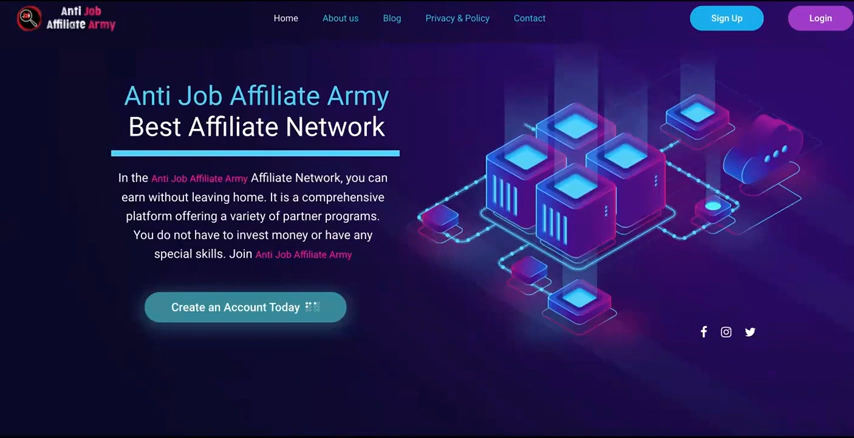 Anti Job
Affiliate Army
Home
About us
Blog
Privacy & Policy
Contact
Sign Up
Login
Anti Job Affiliate Army
Best Affiliate Network
In the Anti Job Affiliate Army Affiliate Network, you can
earn without leaving home. It is a comprehensive
platform offering a variety of partner programs.
You do not have to invest money or have any
special skills. Join Anti Job Affiliate Army
Create an Account Today